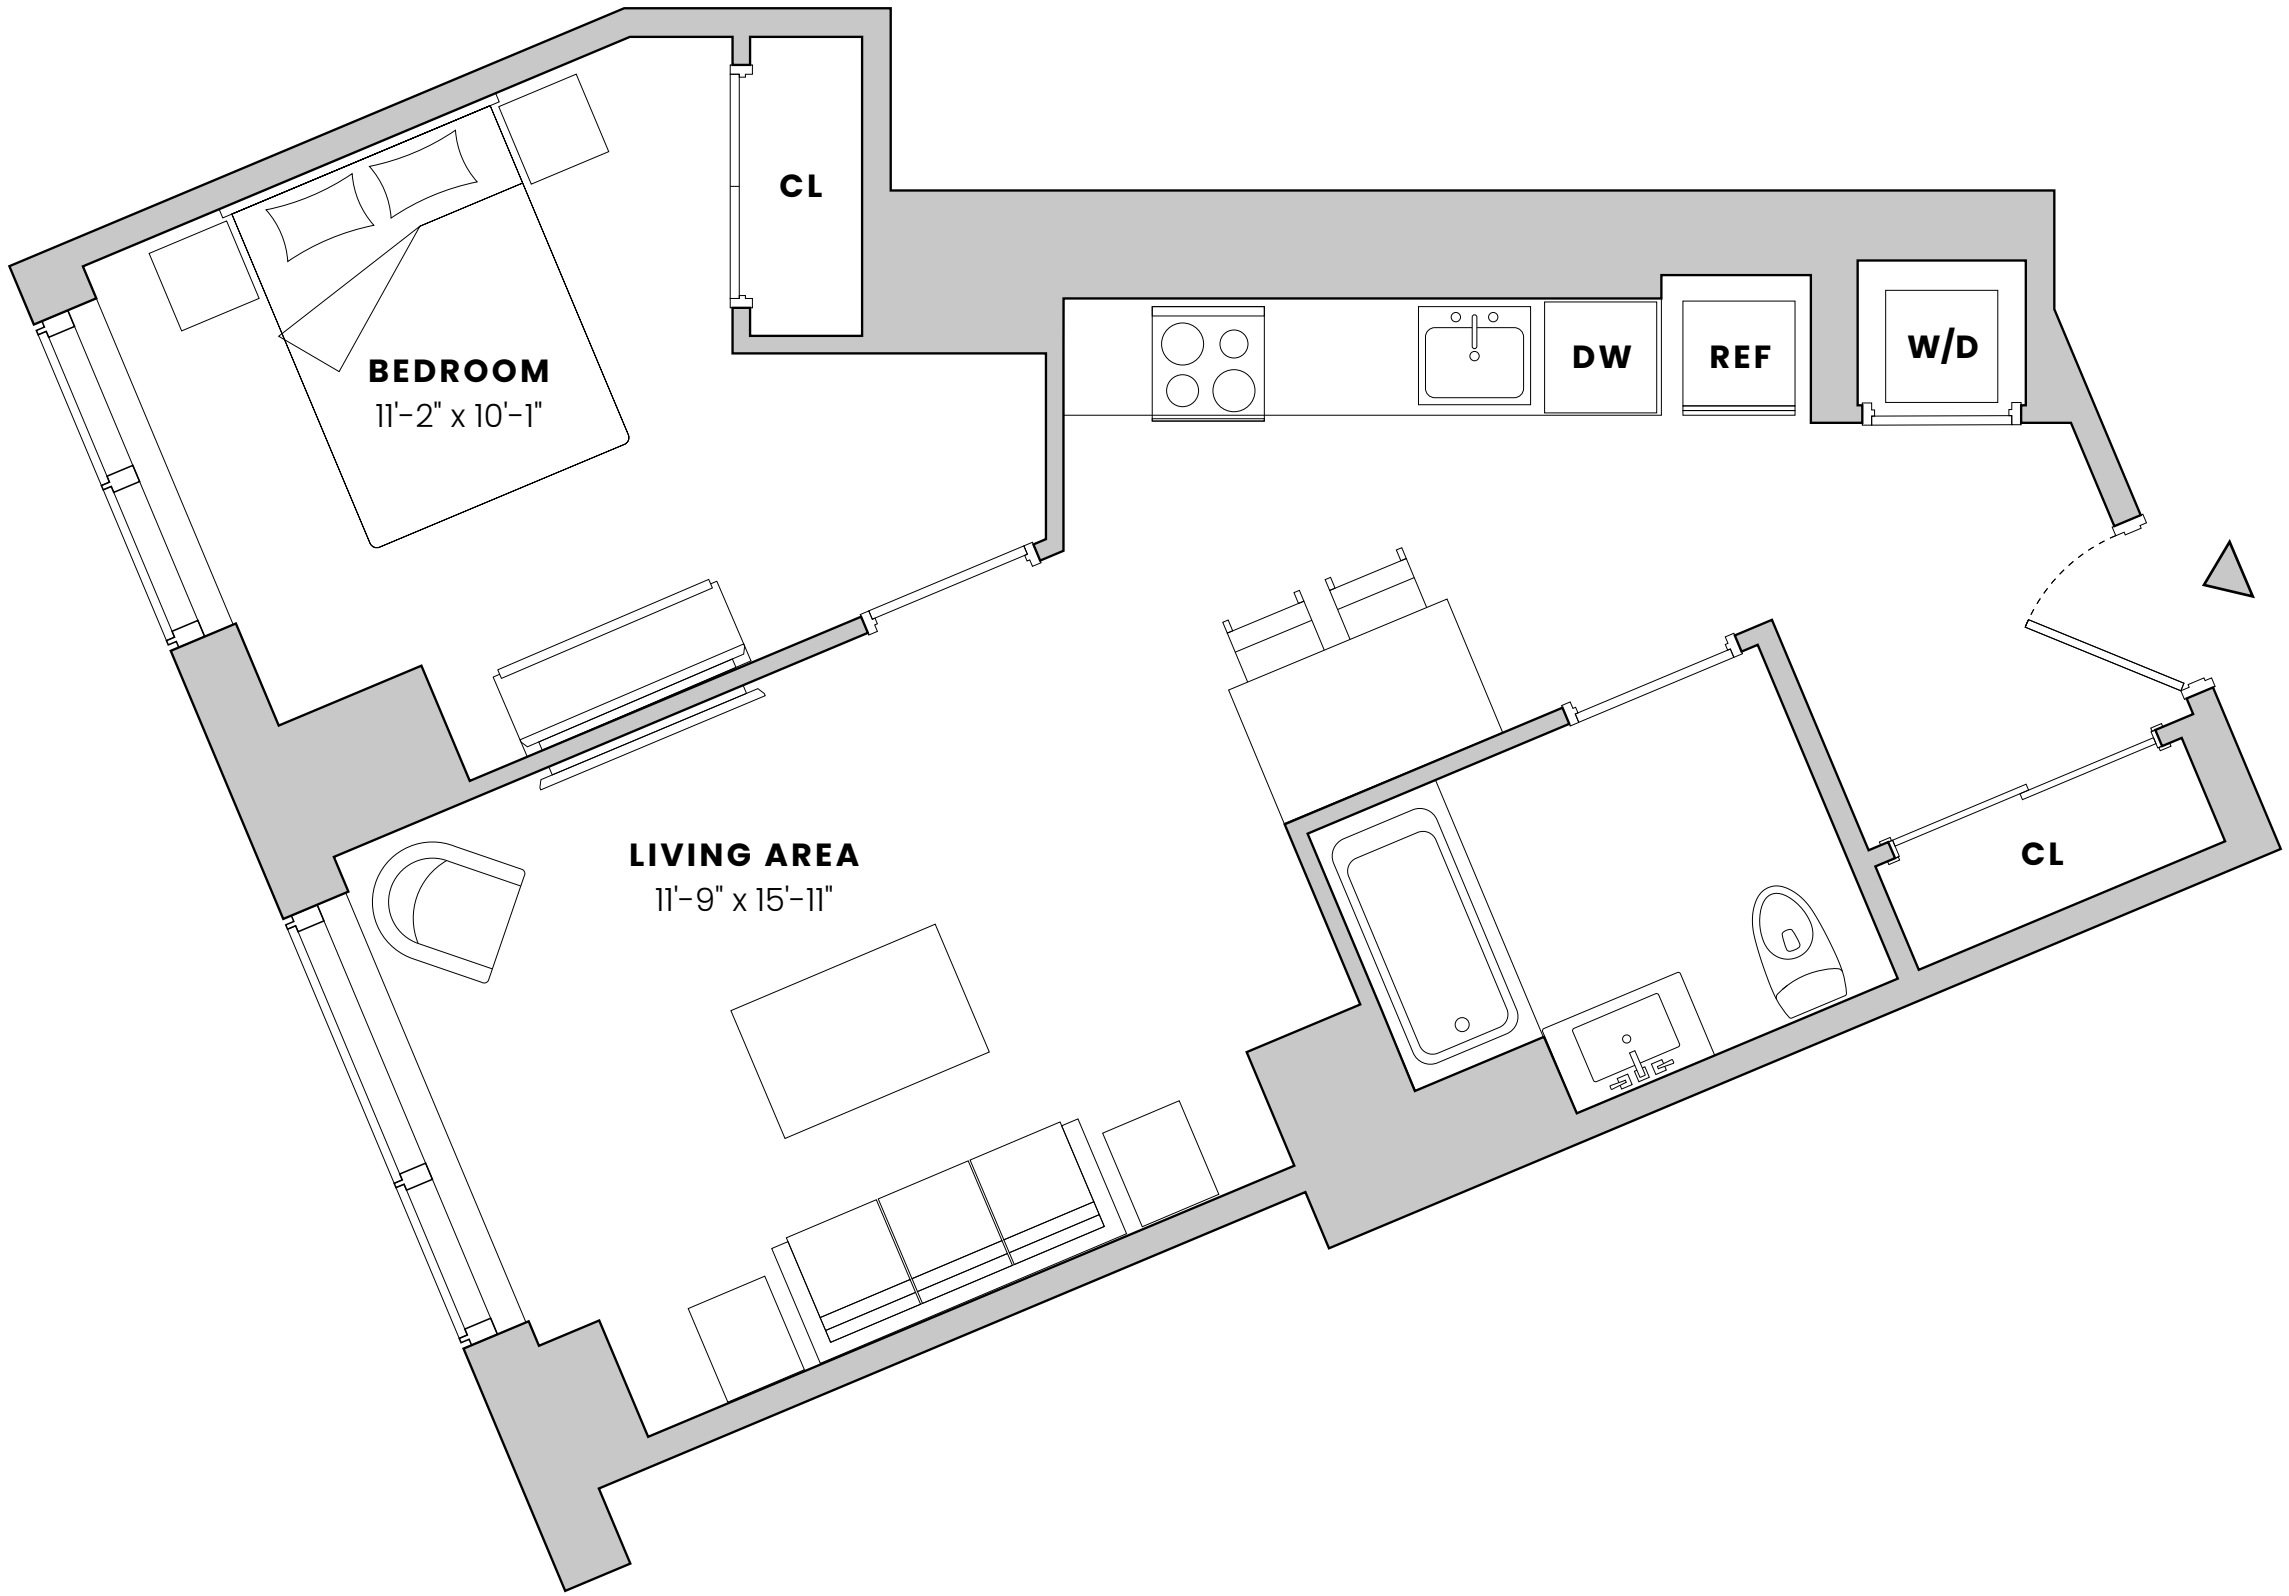 CL
BEDROOM
11'-2" x 10'-1"
DW
REF
W/D
LIVING AREA
11'-9" x 15'-11"
CL